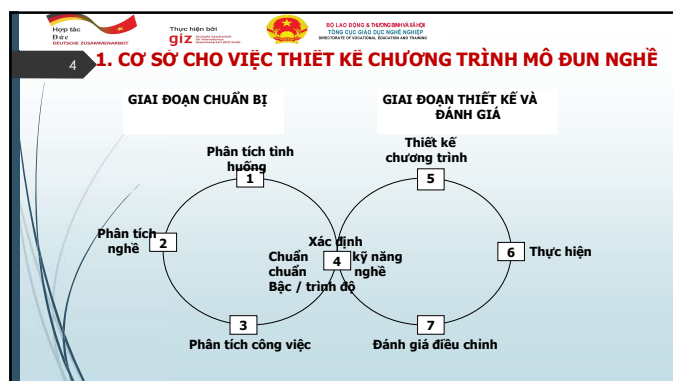 Hợp tác
Đức
DEUTSCHE ZUSAMMENARBEIT
Thực hiện bởi
giz
BỘ LAO ĐỘNG & THƯƠNG BINH VÀ XÃ HỘI
TỔNG CỤC GIÁO DỤC NGHỀ NGHIỆP
DIRECTORATE OF VOCATIONAL EDUCATION AND TRAINING
4
1. CƠ SỞ CHO VIỆC THIẾT KẾ CHƯƠNG TRÌNH MÔ ĐUN NGHỀ
GIAI ĐOẠN CHUẨN BỊ
GIAI ĐOẠN THIẾT KẾ VÀ
ĐÁNH GIÁ
Phân tích tình
huống
1
Thiết kế
chương trình
5
Phân tích
nghề
2
Xác định
Chuẩn 4 kỹ năng
chuẩn nghề
Bậc / trình độ
6
Thực hiện
3
Phân tích công việc
7
Đánh giá điều chỉnh